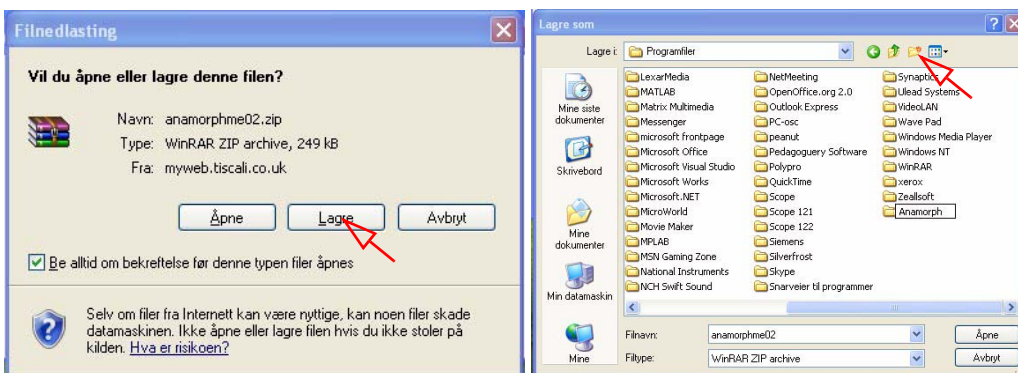 Filnedlasting
Vil du åpne eller lagre denne filen?
Navn: anamorphme02.zip
Type: WinRAR ZIP archive, 249 kB
Fra: myweb.tiscali.co.uk
Åpne
Lagre
Avbryt
Be alltid om bekreftelse før denne typen filer åpnes
Selv om filer fra Internett kan være nyttige, kan noen filer skade
datamaskinen. Ikke åpne eller lagre filen hvis du ikke stoler på
kilden. Hva er risikoen?
Lagre som
Lagre i: Programfiler
Mine siste
dokumenter
Skrivebord
Mine
dokumenter
Min datamaskin
Mine
LexarMedia
MATLAB
Matrix Multimedia
Messenger
microsoft frontpage
Microsoft Office
Microsoft Visual Studio
Microsoft Works
Microsoft.NET
MicroWorld
Movie Maker
MPLAB
MSN Gaming Zone
National Instruments
NCH Swift Sound
NetMeeting
OpenOffice.org 2.0
Outlook Express
PC-osc
peanut
Pedagoguery Software
Polypro
QuickTime
Scope
Scope 121
Scope 122
Siemens
Silverfrost
Skype
Snarveier til programmer
Synaptics
Ulead Systems
VideoLAN
Wave Pad
Windows Media Player
Windows NT
WinRAR
xerox
Zeallsoft
Anamorph
Filnavn: anamorphme02
Åpne
Filtype: WinRAR ZIP archive
Avbryt